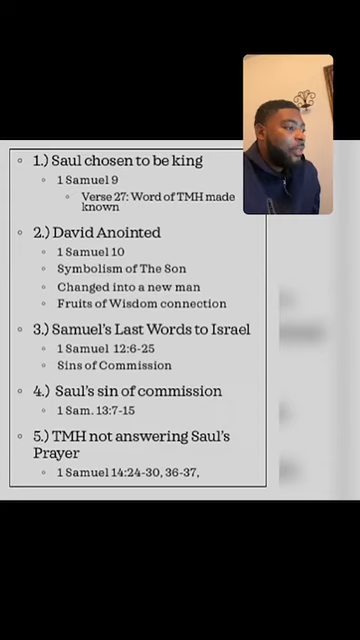 1.) Saul chosen to be king
1 Samuel 9
Verse 27: Word of TMH made
known
2.) David Anointed
1 Samuel 10
Symbolism of The Son
Changed into a new man
Fruits of Wisdom connection
3.) Samuel's Last Words to Israel
1 Samuel 12:6-25
Sins of Commission
4.) Saul's sin of commission
1 Sam. 13:7-15
5.) TMH not answering Saul's
Prayer
1 Samuel 14:24-30, 36-37,